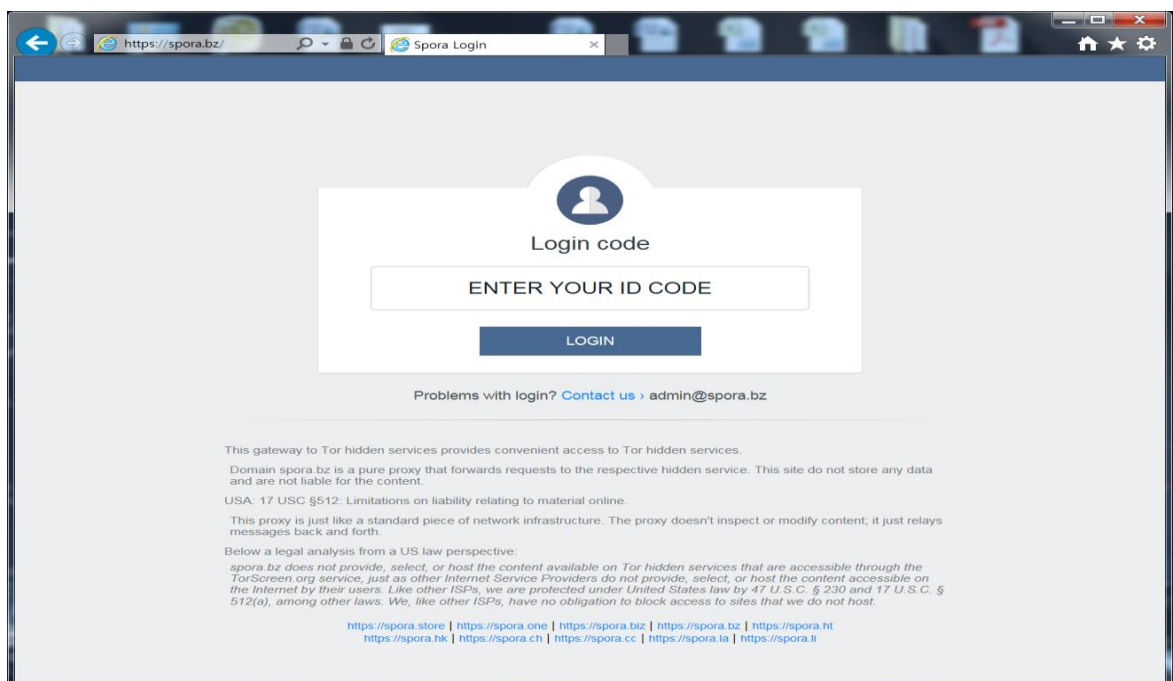 https://spora.bz/
Spora Login
Login code
ENTER YOUR ID CODE
LOGIN
Problems with login? Contact us › admin@spora.bz
This gateway to Tor hidden services provides convenient access to Tor hidden services.
Domain spora.bz is a pure proxy that forwards requests to the respective hidden service. This site do not store any data
and are not liable for the content.
USA: 17 USC §512: Limitations on liability relating to material online.
This proxy is just like a standard piece of network infrastructure. The proxy doesn't inspect or modify content; it just relays
messages back and forth.
Below a legal analysis from a US law perspective:
spora.bz does not provide, select, or host the content available on Tor hidden services that are accessible through the
TorScreen.org service, just as other Internet Service Providers do not provide, select, or host the content accessible on
the Internet by their users. Like other ISPs, we are protected under United States law by 47 U.S.C. § 230 and 17 U.S.C. §
512(a), among other laws. We, like other ISPs, have no obligation to block access to sites that we do not host.
https://spora.store | https://spora.one | https://spora.biz | https://spora.bz | https://spora.ht
https://spora.hk | https://spora.ch | https://spora.cc | https://spora.la | https://spora.li